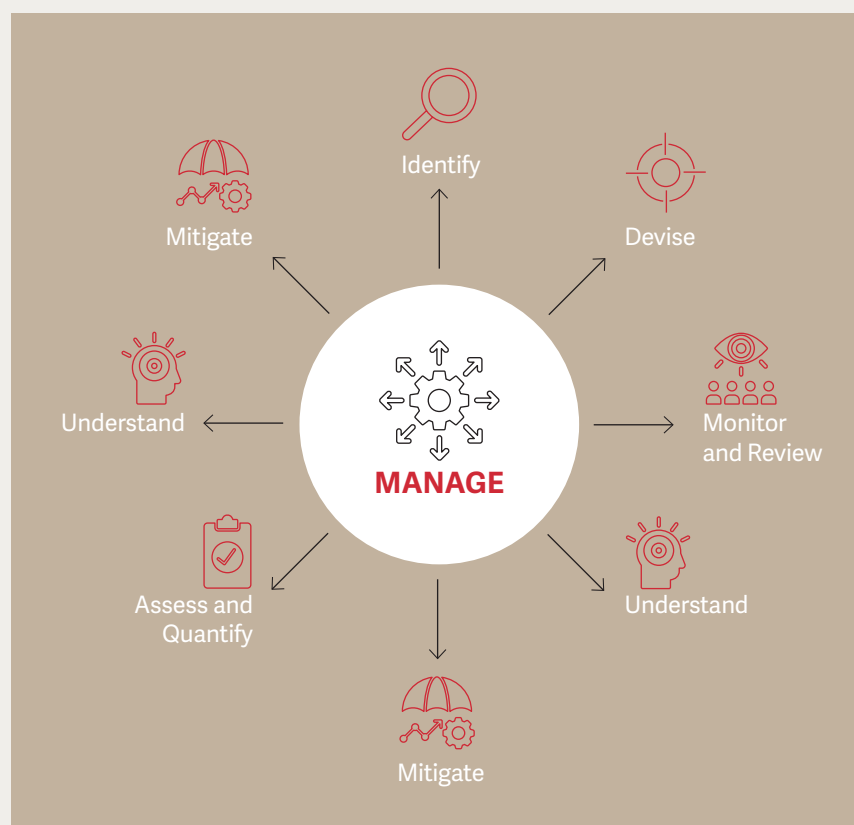 Identify
Mitigate
Devise
Understand
Monitor
and Review
MANAGE
Assess and
Quantify
Understand
Mitigate